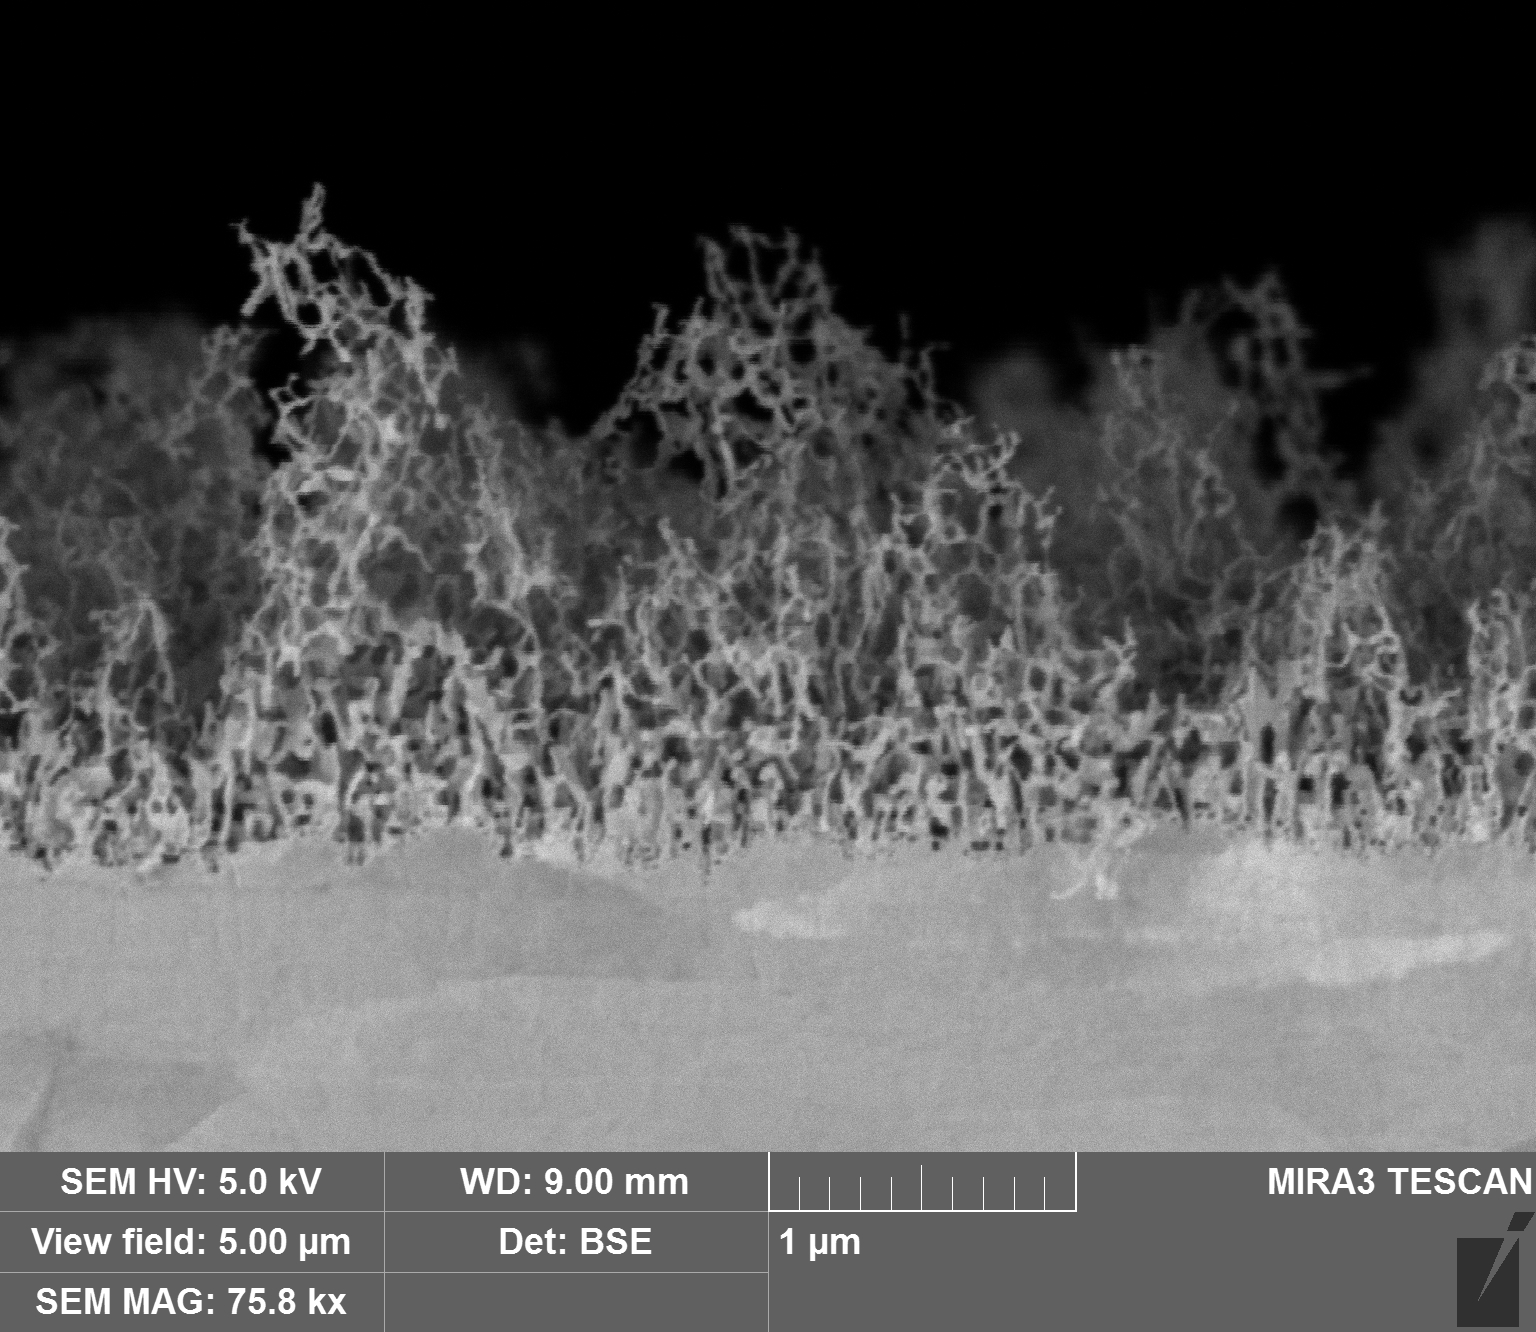 SEM HV: 5.0 kV
WD: 9.00 mm
MIRA3 TESCAN
View field: 5.00 µm
Det: BSE
1 µm
SEM MAG: 75.8 kx